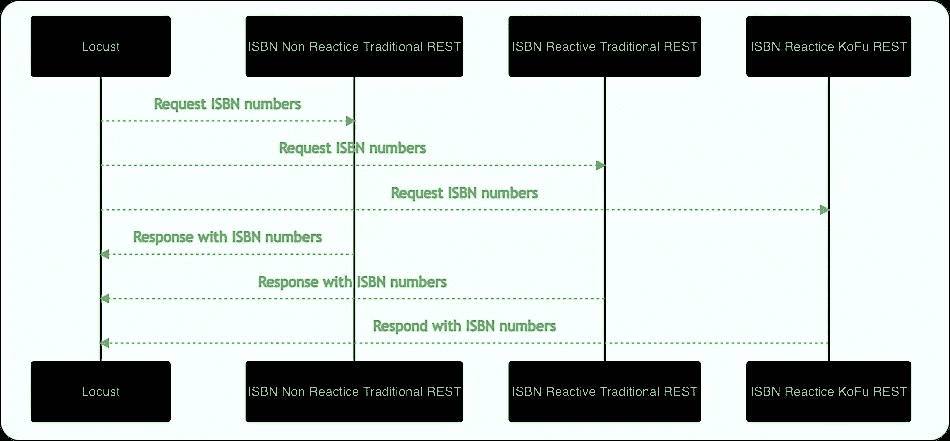 Locust
ISBN Non Reactice Traditional REST
ISBN Reactive Traditional REST
ISBN Reactice KoFu REST
Request ISBN numbers
Request ISBN numbers
Request ISBN numbers
Response with ISBN numbers
Response with ISBN numbers
Respond with ISBN numbers
Locust
ISBN Non Reactice Traditional REST
ISBN Reactive Traditional REST
ISBN Reactice KoFu REST